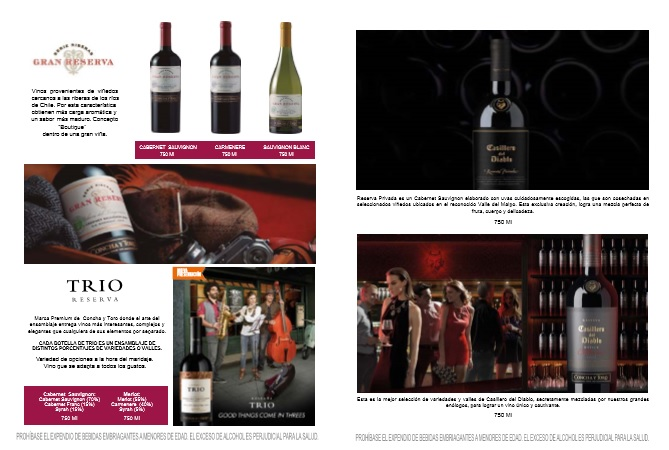 SERIE RIBERAS
GRAN RESERVA
Vinos provenientes de viñedos
cercanos a las riberas de los ríos
de Chile. Por esta característica
obtienen más carga aromática y
un sabor más maduro. Concepto
"Boutique"
dentro de una gran viña.
CABERNET SAUVIGNON
750 Ml
CARMENERE
750 Ml
SAUVIGNON BLANC
750 Ml
GRAN RESERVA
CONCHA Y TORO
TRIO
RESERVA
Marca Premium de Concha y Toro donde el arte del
ensamblaje entrega vinos más interesantes, complejos y
elegantes que cualquiera de sus elementos por separado.
CADA BOTELLA DE TRIO ES UN ENSAMBLAJE DE
DISTINTOS PORCENTAJES DE VARIEDADES O VALLES.
Variedad de opciones a la hora del maridaje.
Vino que se adapta a todos los gustos.
Cabernet Sauvignon:
Cabernet Sauvignon (70%)
Cabernet Franc (15%)
Syrah (15%)
750 Ml
Merlot:
Merlot (55%)
Carmenere (40%)
Syrah (5%)
750 Ml
TRIO
TRIO
GOOD THINGS COME IN THREES
PROHÍBASE EL EXPENDIO DE BEBIDAS EMBRIAGANTES A MENORES DE EDAD. EL EXCESO DE ALCOHOL ES PERJUDICIAL PARA LA SALUD.
Casillero
del
Diablo
Reserva Privada es un Cabernet Sauvignon elaborado con uvas cuidadosamente escogidas, las que son cosechadas en
seleccionados viñedos ubicados en el reconocido Valle del Maipo. Esta exclusiva creación, logra una mezcla perfecta de
fruta, cuerpo y delicadeza.
750 Ml
Casillero
del
Diablo
CONCHA Y TORO
Esta es la mejor selección de variedades y valles de Casillero del Diablo, secretamente mezcladas por nuestros grandes
enólogos, para lograr un vino único y cautivante.
750 Ml
PROHÍBASE EL EXPENDIO DE BEBIDAS EMBRIAGANTES A MENORES DE EDAD. EL EXCESO DE ALCOHOL ES PERJUDICIAL PARA LA SALUD.